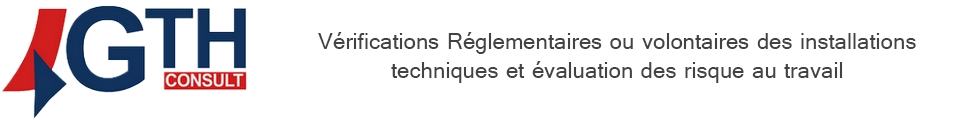 GTH
CONSULT
Vérifications Réglementaires ou volontaires des installations
techniques et évaluation des risque au travail